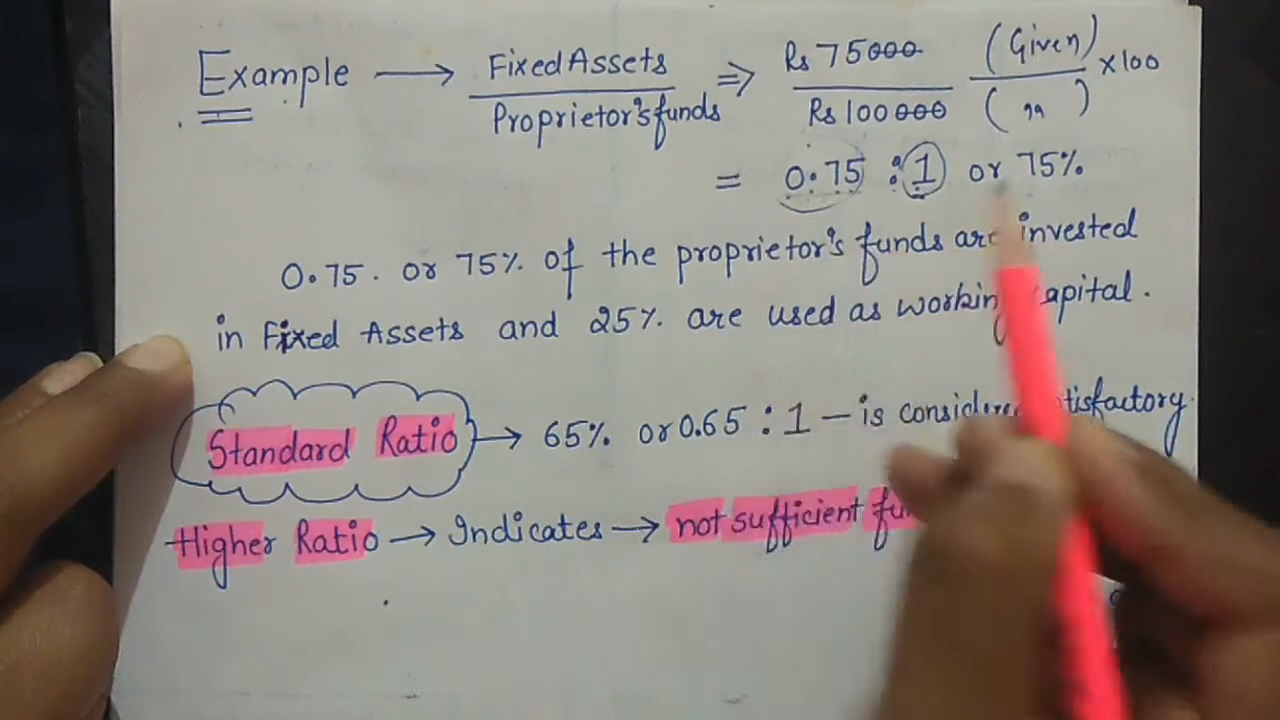 Example → Fixed Assets / Proprietor's funds ⇒ Rs 75000 / Rs 100000 (Given) / (") ×100
= 0.75 : 1 or 75%
0.75. or 75% of the proprietor's funds are invested
in Fixed Assets and 25% are used as working capital.
Standard Ratio → 65% or 0.65 : 1 – is considered satisfactory.
Higher Ratio → Indicates → not sufficient